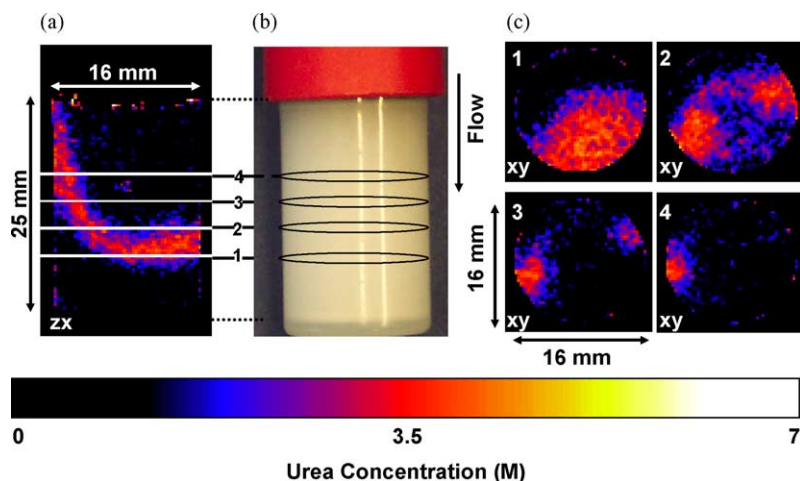 (a)
(b)
(c)
16 mm
25 mm
4
3
2
1
zx
Flow
1
xy
2
xy
3
xy
4
xy
16 mm
16 mm
0
3.5
7
Urea Concentration (M)